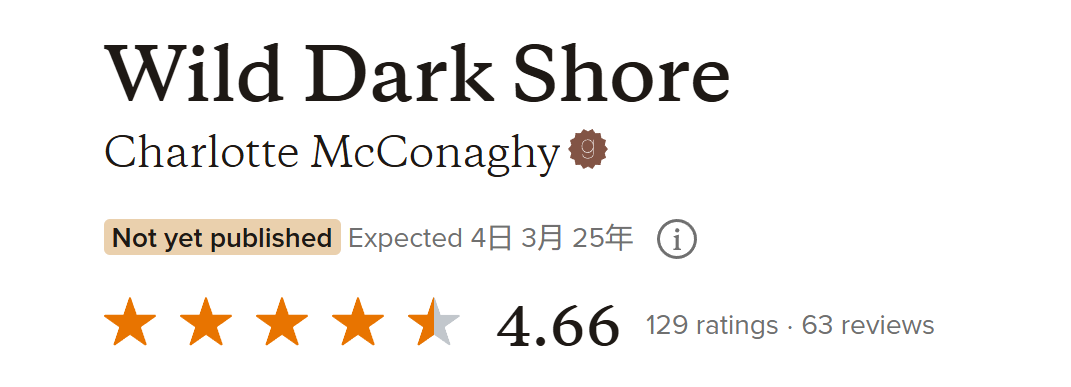 Wild Dark Shore
Charlotte McConaghy g
Not yet published Expected 4日 3月 25年 i
4.66 129 ratings · 63 reviews